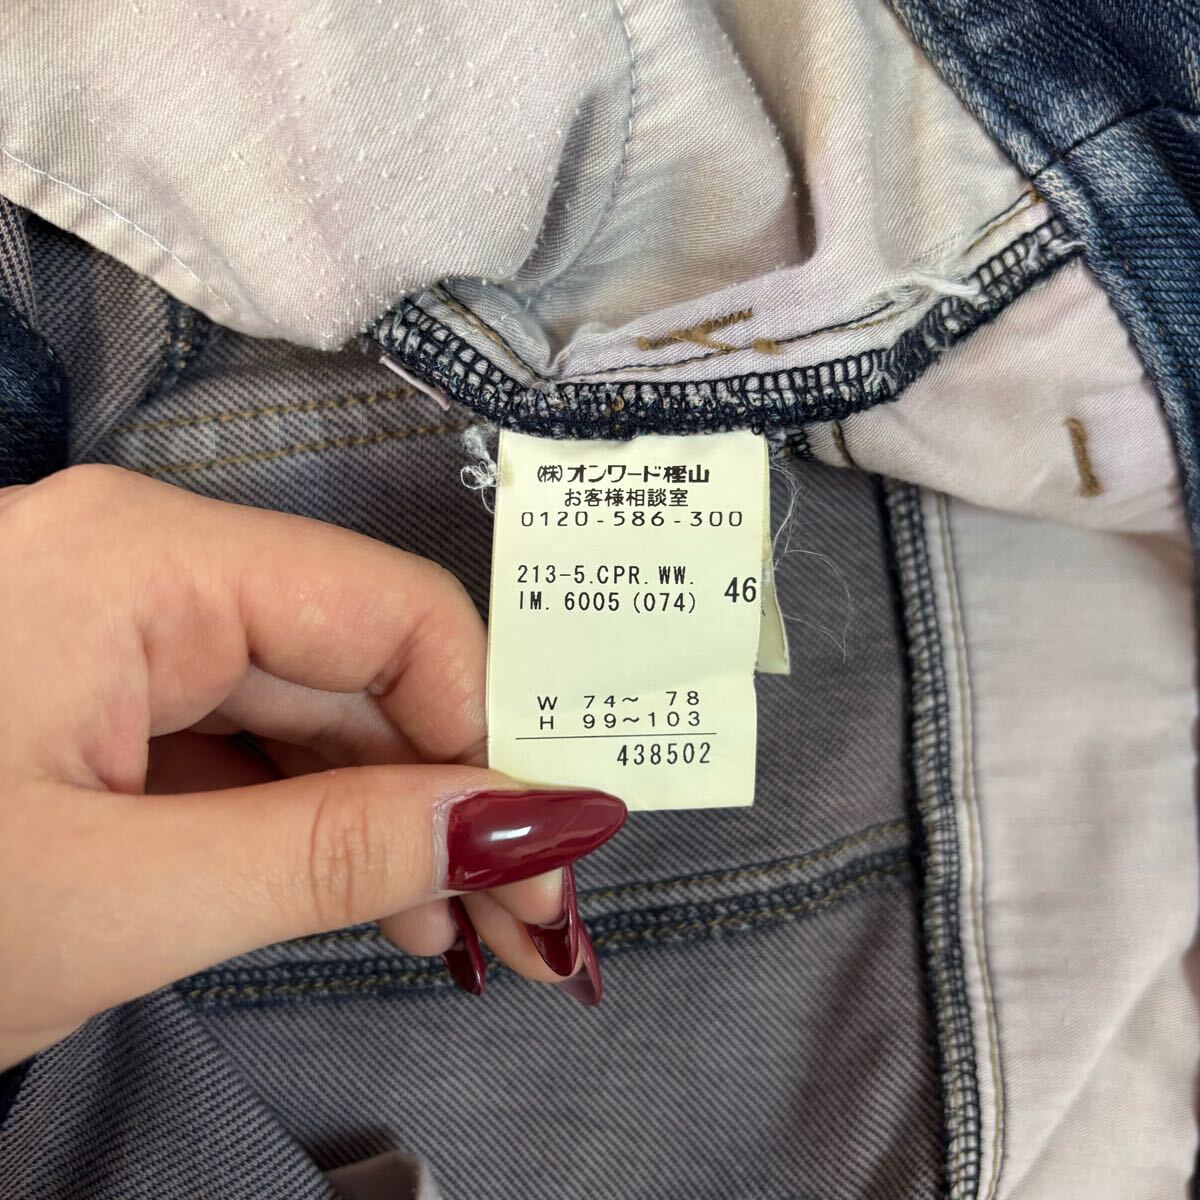 (株)オンワード樫山
お客様相談室
0120-586-300
213-5.CPR.WW.
IM.6005(074) 46
W 74～ 78
H 99～103
438502